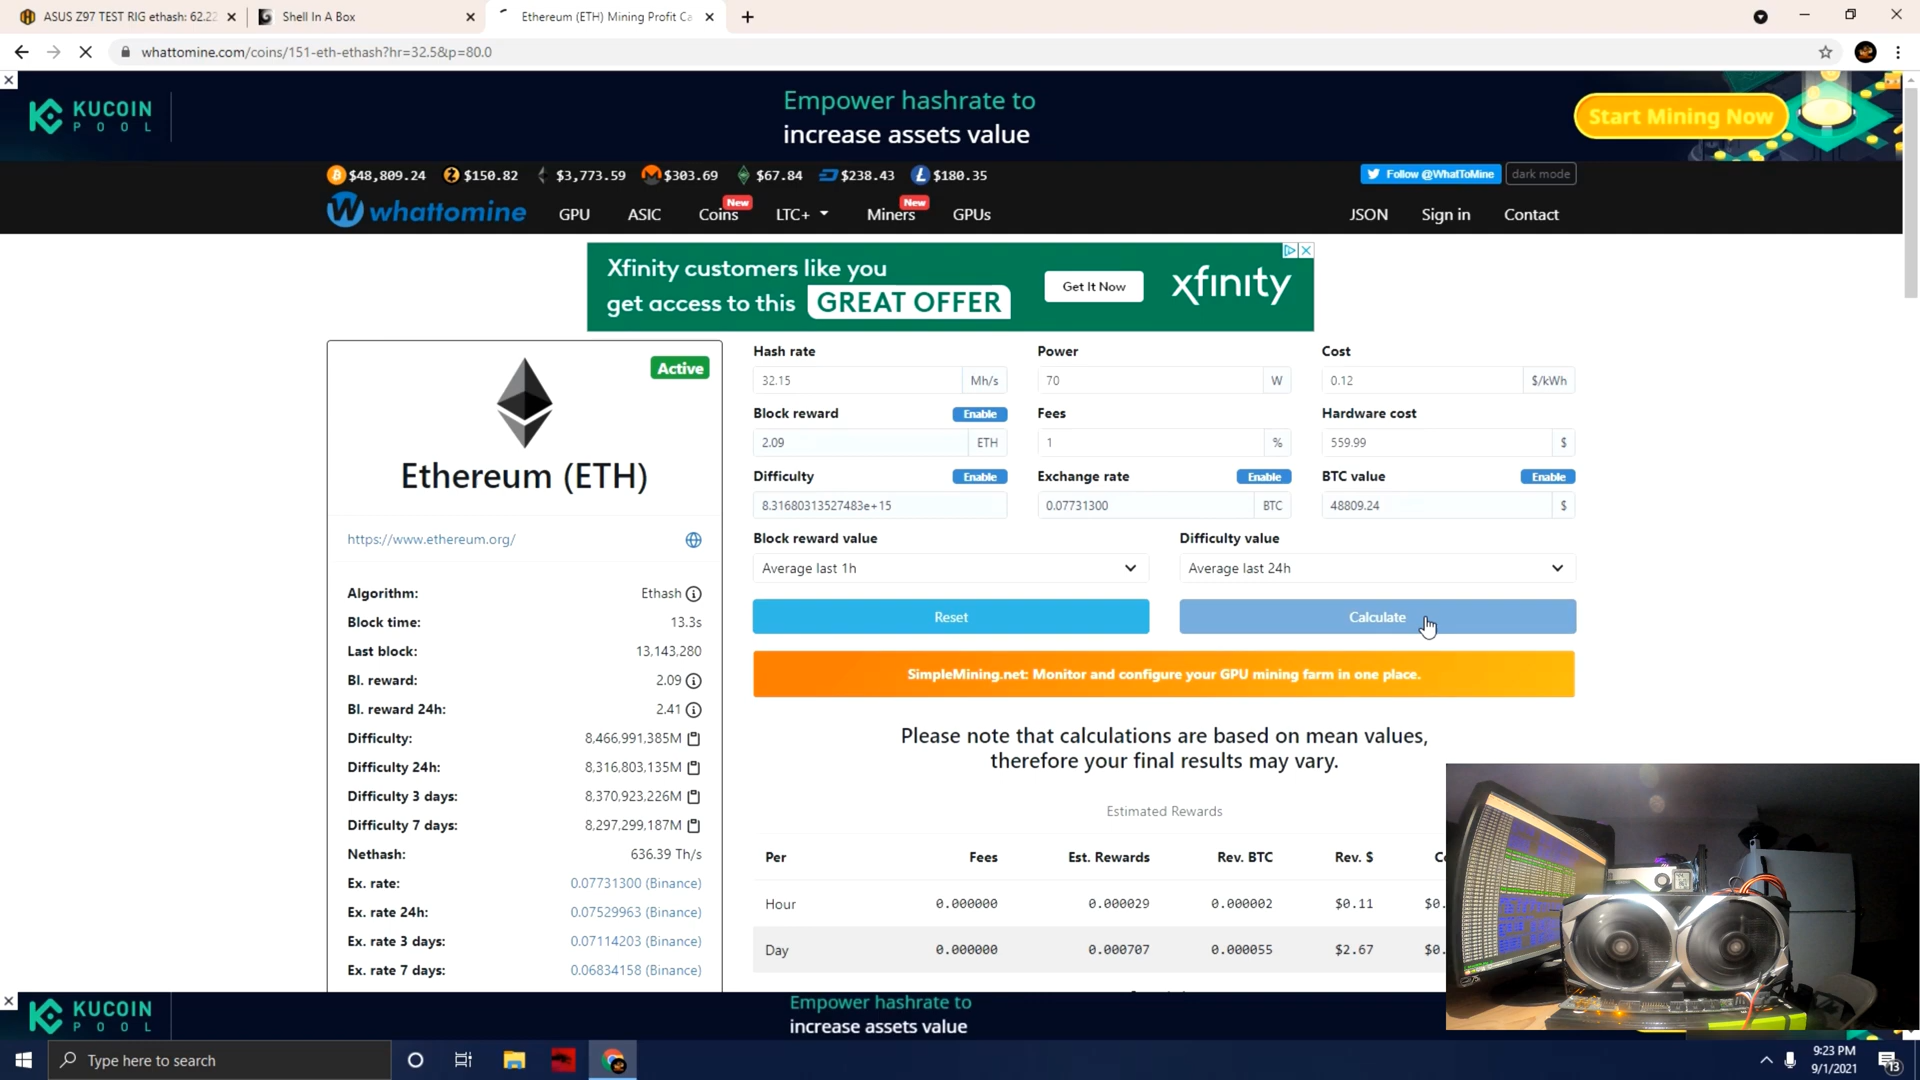 ASUS Z97 TEST RIG ethash: 62.22
Shell In A Box
Ethereum (ETH) Mining Profit Ca
whattomine.com/coins/151-eth-ethash?hr=32.5&p=80.0
KUCOIN
POOL
Empower hashrate to
increase assets value
Start Mining Now
$48,809.24 $150.82 $3,773.59 $303.69 $67.84 $238.43 $180.35
Follow @WhatToMine
dark mode
whattomine
GPU
ASIC
Coins New
LTC+
Miners New
GPUs
JSON
Sign in
Contact
Xfinity customers like you
get access to this GREAT OFFER
Get It Now
xfinity
Active
Ethereum (ETH)
https://www.ethereum.org/
Algorithm: Ethash
Block time: 13.3s
Last block: 13,143,280
Bl. reward: 2.09
Bl. reward 24h: 2.41
Difficulty: 8,466,991,385M
Difficulty 24h: 8,316,803,135M
Difficulty 3 days: 8,370,923,226M
Difficulty 7 days: 8,297,299,187M
Nethash: 636.39 Th/s
Ex. rate: 0.07731300 (Binance)
Ex. rate 24h: 0.07529963 (Binance)
Ex. rate 3 days: 0.07114203 (Binance)
Ex. rate 7 days: 0.06834158 (Binance)
Hash rate Power Cost
32.15 Mh/s 70 W 0.12 $/kWh
Block reward Enable Fees Hardware cost
2.09 ETH 1 % 559.99 $
Difficulty Enable Exchange rate Enable BTC value Enable
8.31680313527483e+15 0.07731300 BTC 48809.24 $
Block reward value Difficulty value
Average last 1h Average last 24h
Reset Calculate
SimpleMining.net: Monitor and configure your GPU mining farm in one place.
Please note that calculations are based on mean values,
therefore your final results may vary.
Estimated Rewards
Per Fees Est. Rewards Rev. BTC Rev. $
Hour 0.000000 0.000029 0.000002 $0.11 $0.
Day 0.000000 0.000707 0.000055 $2.67 $0.
KUCOIN
POOL
Empower hashrate to
increase assets value
Type here to search
9:23 PM
9/1/2021
13